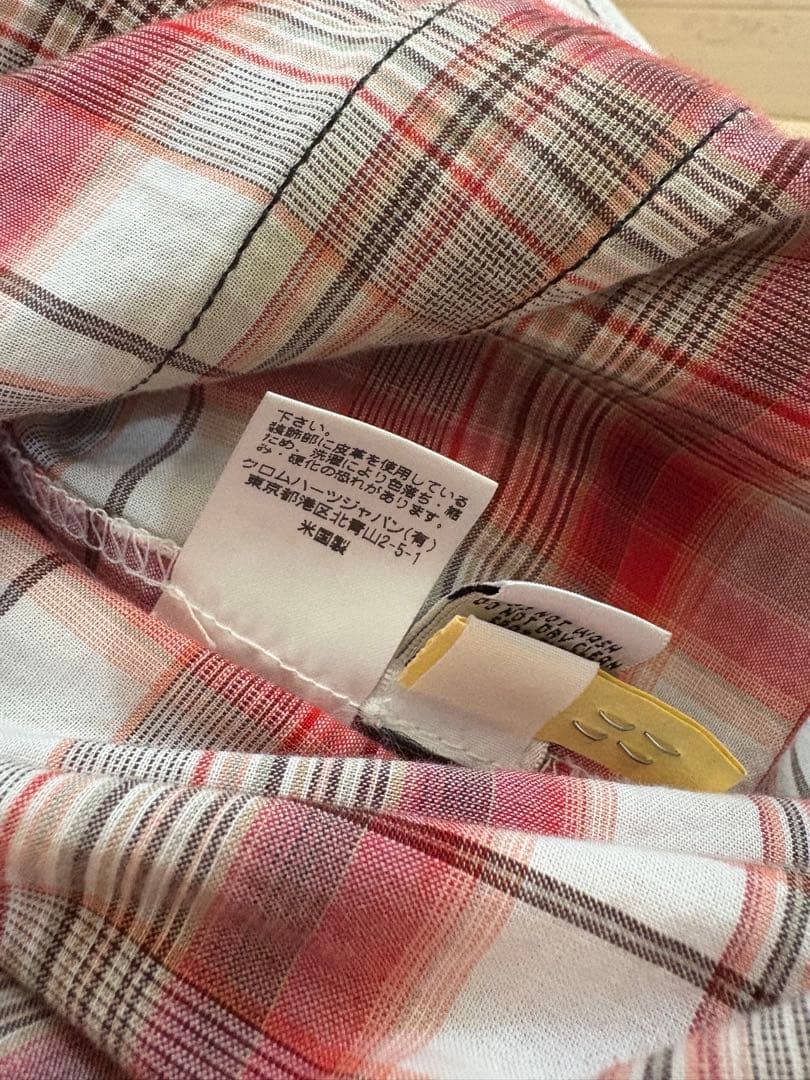 下さい。
装飾部に皮革を使用している
ため、洗濯により色落ち・縮
み・硬化の恐れがあります。
クロムハーツジャパン(有)
東京都港区北青山2-5-1
米国製
NOT WASH
DO NOT DRY CLEAN